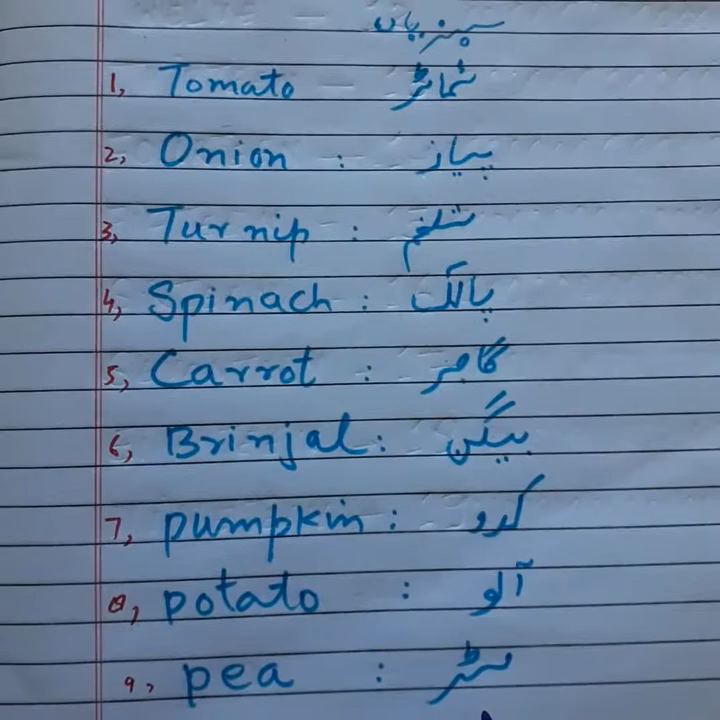 سبزیاں
1, Tomato ٹماٹر
2, Onion : پیاز
3, Turnip : شلغم
4, Spinach : پالک
5, Carrot : گاجر
6, Brinjal : بینگن
7, pumpkin : کدو
8, potato : آلو
9, pea : مٹر